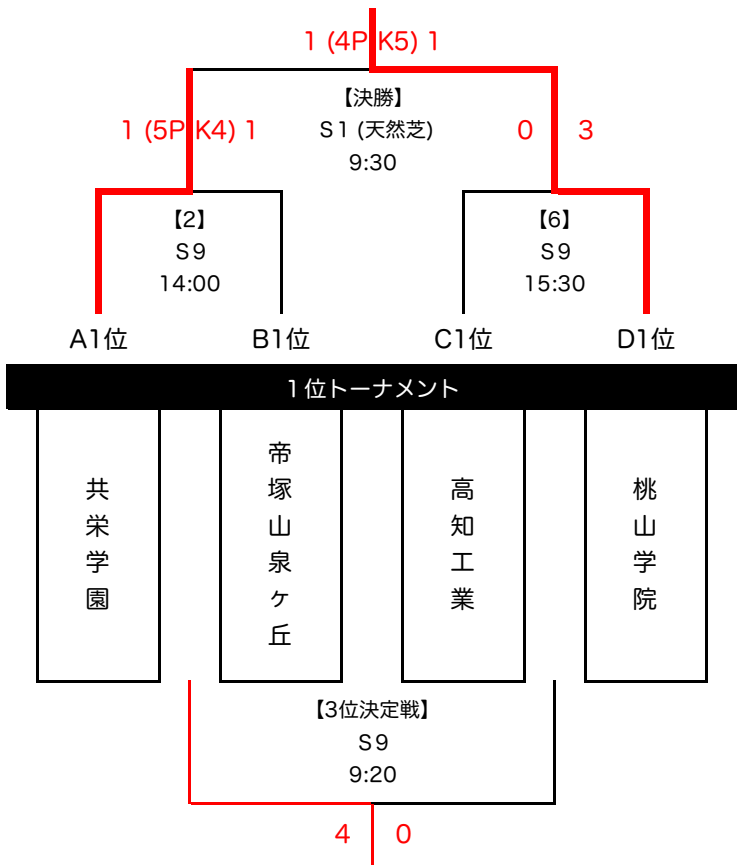 1 (4PK5) 1
【決勝】
S1 (天然芝)
9:30
1 (5PK4) 1
0 3
【2】
S9
14:00
【6】
S9
15:30
A1位 B1位 C1位 D1位
1位トーナメント
共栄学園
帝塚山泉ヶ丘
高知工業
桃山学院
【3位決定戦】
S9
9:20
4 0